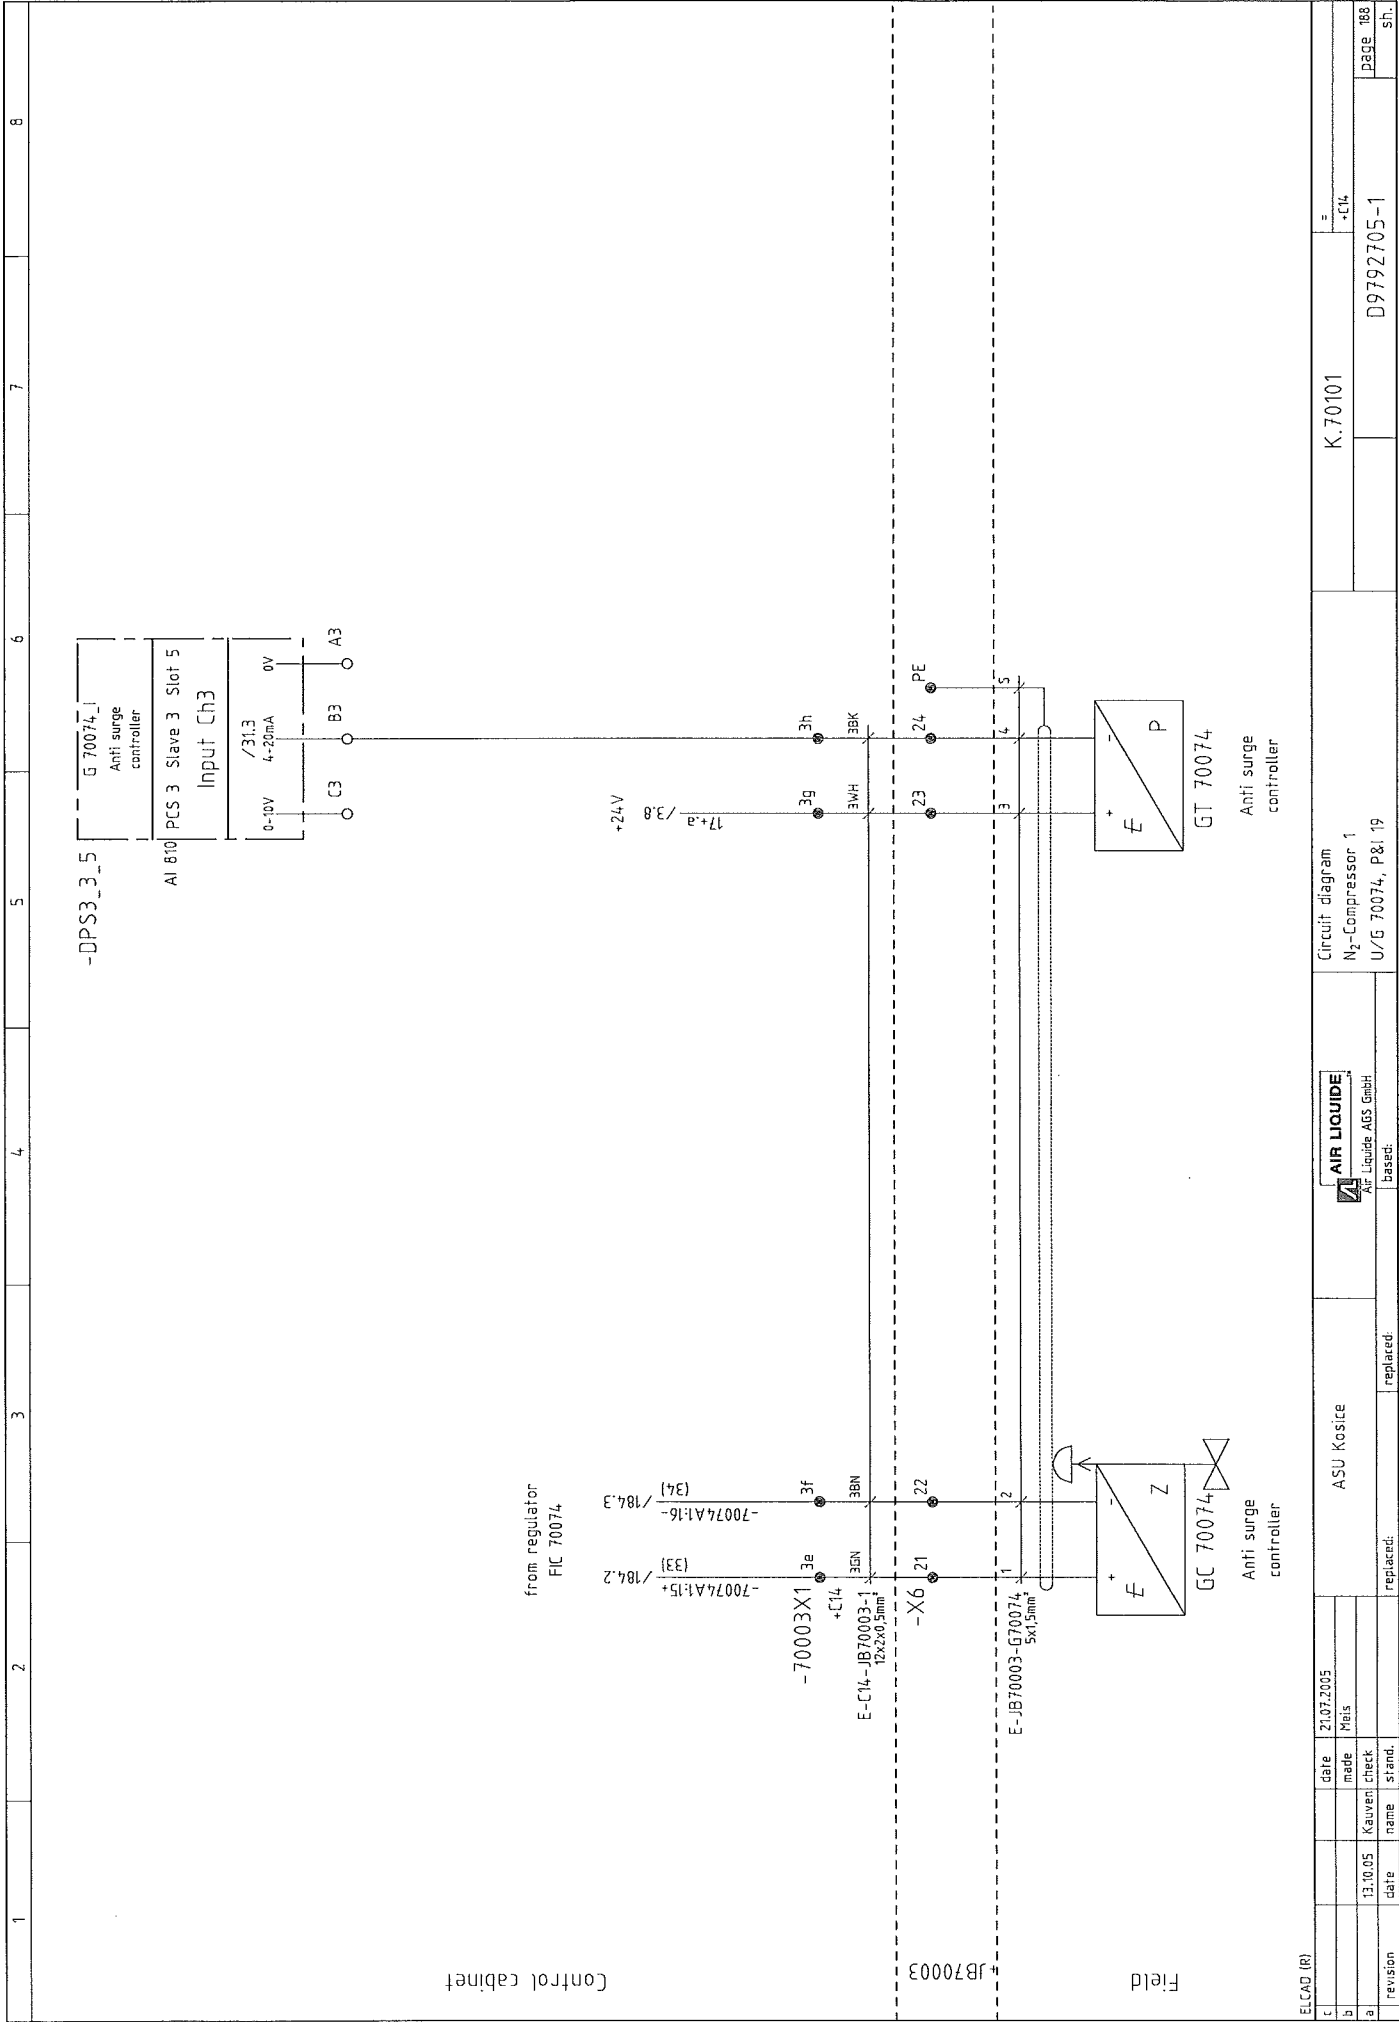 1
2
3
4
5
6
7
8
-DPS3_3_5
G 70074_I
Anti surge
controller
AI 810
PCS 3 Slave 3 Slot 5
Input Ch3
/31.3
0-10V
4-20mA
0V
C3
B3
A3
from regulator
FIC 70074
/184.2
(33)
-70074A1:15+
/184.3
(34)
-70074A1:16-
+24V
/3.8
17+.a
-70003X1
+C14
3e
3f
3g
3h
3GN
3BN
3WH
3BK
E-C14-JB70003-1
12x2x0,5mm²
-X6
21
22
23
24
PE
E-JB70003-G70074
5x1,5mm²
1
2
3
4
5
+
-
E
Z
GC 70074
Anti surge
controller
+
-
E
P
GT 70074
Anti surge
controller
Control cabinet
+JB70003
Field
ELCAD (R)
c
b
a
13.10.05
Kauven
revision
date
name
date
21.07.2005
made
Meis
check
stand.
ASU Kosice
replaced:
replaced:
based:
AIR LIQUIDE
™
AL
Air Liquide AGS GmbH
Circuit diagram
N₂-Compressor 1
U/G 70074, P&I 19
K.70101
=
+C14
D9792705-1
page 188
sh.